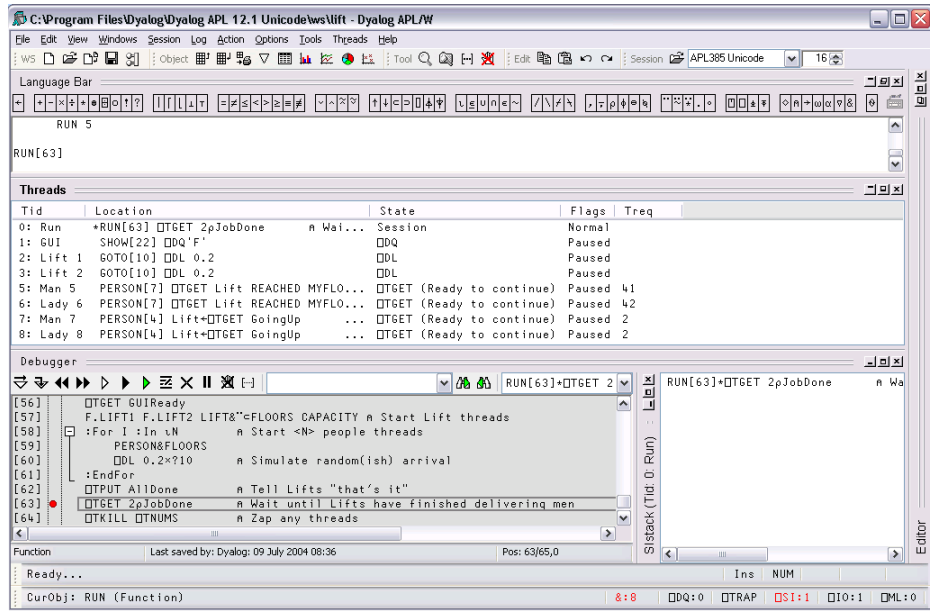 C:\Program Files\Dyalog\Dyalog APL 12.1 Unicode\ws\lift - Dyalog APL/W
File Edit View Windows Session Log Action Options Tools Threads Help
WS Object Tool Edit Session APL385 Unicode 16
Language Bar
← + - × ÷ * ⍟ ⌹ ○ ! ? | ⌈ ⌊ ⊥ ⊤ ⊣ ⊢ = ≠ ≤ < > ≥ ≡ ≢ ∨ ∧ ⍲ ⍱ ↑ ↓ ⊂ ⊃ ⌷ ⍋ ⍒ ⍳ ⍷ ∪ ∩ ∊ ~ / \ ⌿ ⍀ , ⍪ ⍴ ⌽ ⊖ ⍉ ¨ ⍨ ⍣ . ∘ ⍞ ⎕ ⍎ ⍕ ⋄ ⍝ → ⍵ ⍺ ∇ & ⍬
RUN 5
RUN[63]
Threads
Tid Location State Flags Treq
0: Run *RUN[63] ⎕TGET 2⍴JobDone ⍝ Wai... Session Normal
1: GUI SHOW[22] ⎕DQ'F' ⎕DQ Paused
2: Lift 1 GOTO[10] ⎕DL 0.2 ⎕DL Paused
3: Lift 2 GOTO[10] ⎕DL 0.2 ⎕DL Paused
5: Man 5 PERSON[7] ⎕TGET Lift REACHED MYFLO... ⎕TGET (Ready to continue) Paused 41
6: Lady 6 PERSON[7] ⎕TGET Lift REACHED MYFLO... ⎕TGET (Ready to continue) Paused 42
7: Man 7 PERSON[4] Lift←⎕TGET GoingUp ... ⎕TGET (Ready to continue) Paused 2
8: Lady 8 PERSON[4] Lift←⎕TGET GoingUp ... ⎕TGET (Ready to continue) Paused 2
Debugger
RUN[63]*⎕TGET 2
RUN[63]*⎕TGET 2⍴JobDone ⍝ Wa
[56] ⎕TGET GUIReady
[57] F.LIFT1 F.LIFT2 LIFT&¨⊂FLOORS CAPACITY ⍝ Start Lift threads
[58] :For I :In ⍳N ⍝ Start <N> people threads
[59] PERSON&FLOORS
[60] ⎕DL 0.2×?10 ⍝ Simulate random(ish) arrival
[61] :EndFor
[62] ⎕TPUT AllDone ⍝ Tell Lifts "that's it"
[63] ⎕TGET 2⍴JobDone ⍝ Wait until Lifts have finished delivering men
[64] ⎕TKILL ⎕TNUMS ⍝ Zap any threads
SIstack (Tid: 0: Run)
Editor
Function Last saved by: Dyalog: 09 July 2004 08:36 Pos: 63/65,0
Ready... Ins NUM
CurObj: RUN (Function) &:8 ⎕DQ:0 ⎕TRAP ⎕SI:1 ⎕IO:1 ⎕ML:0